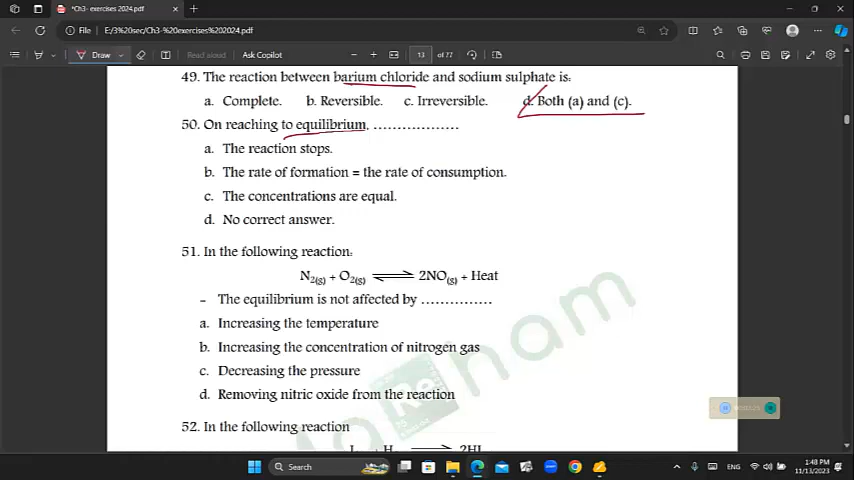 *Ch3- exercises 2024.pdf
File
E:/3%20sec/Ch3-%20exercises%202024.pdf
Draw
Read aloud
Ask Copilot
13
of 77
49. The reaction between barium chloride and sodium sulphate is:
a. Complete. b. Reversible. c. Irreversible. d. Both (a) and (c).
50. On reaching to equilibrium, ...................
a. The reaction stops.
b. The rate of formation = the rate of consumption.
c. The concentrations are equal.
d. No correct answer.
51. In the following reaction:
N2(g) + O2(g) ⇌ 2NO(g) + Heat
- The equilibrium is not affected by ...............
a. Increasing the temperature
b. Increasing the concentration of nitrogen gas
c. Decreasing the pressure
d. Removing nitric oxide from the reaction
52. In the following reaction
Search
ENG
1:48 PM
11/13/2023